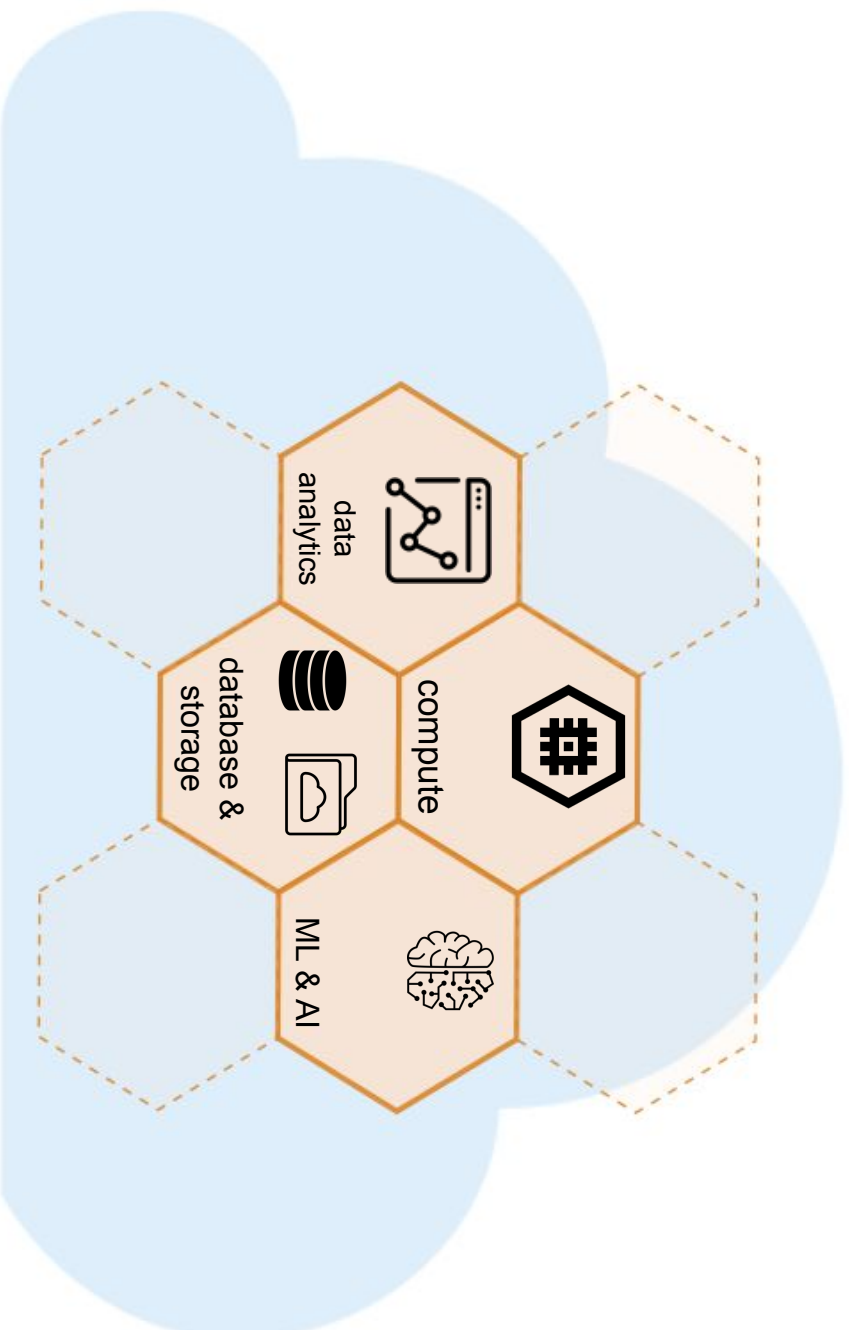 compute
data
analytics
database &
storage
ML & AI